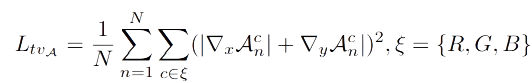 $L_{tv_{\mathcal{A}}} = \frac{1}{N} \sum_{n=1}^{N} \sum_{c \in \xi} (|\nabla_x \mathcal{A}_n^c| + |\nabla_y \mathcal{A}_n^c|)^2, \xi = \{R, G, B\}$